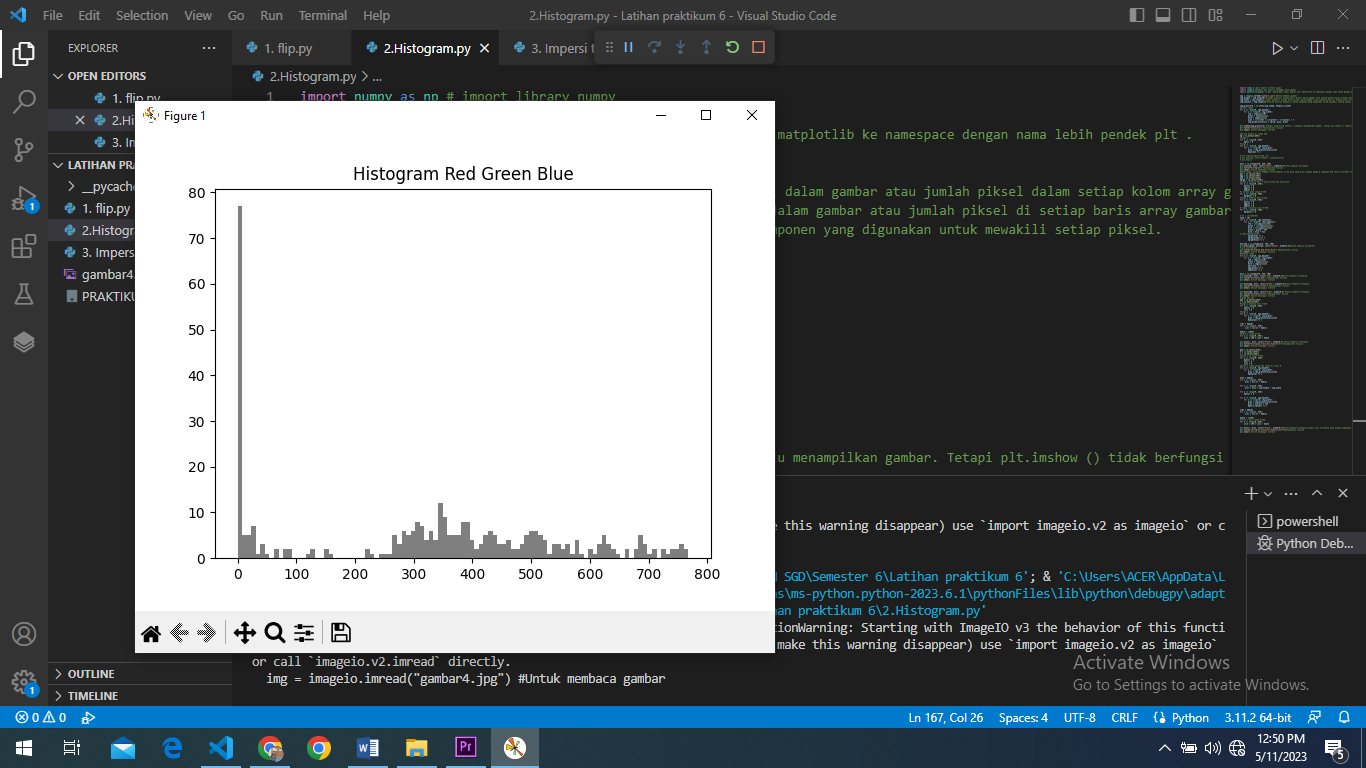 File Edit Selection View Go Run Terminal Help
2.Histogram.py - Latihan praktikum 6 - Visual Studio Code
EXPLORER
1. flip.py
2.Histogram.py
3. Impersi
OPEN EDITORS
1. flip.py
2.Hi
3. Im
LATIHAN PRA
__pycach
1. flip.py
2.Histogr
3. Impers
gambar4.
PRAKTIKU
OUTLINE
TIMELINE
2.Histogram.py > ...
1 import numpy as np # import library numpy
matplotlib ke namespace dengan nama lebih pendek plt .
dalam gambar atau jumlah piksel dalam setiap kolom array g
alam gambar atau jumlah piksel di setiap baris array gambar
ponen yang digunakan untuk mewakili setiap piksel.
u menampilkan gambar. Tetapi plt.imshow () tidak berfungsi
Figure 1
Histogram Red Green Blue
80
70
60
50
40
30
20
10
0
0 100 200 300 400 500 600 700 800
powershell
Python Deb...
e this warning disappear) use `import imageio.v2 as imageio` or c
SGD\Semester 6\Latihan praktikum 6'; & 'C:\Users\ACER\AppData\L
s\ms-python.python-2023.6.1\pythonFiles\lib\python\debugpy\adapt
an praktikum 6\2.Histogram.py'
tionWarning: Starting with ImageIO v3 the behavior of this functi
make this warning disappear) use `import imageio.v2 as imageio`
or call `imageio.v2.imread` directly.
img = imageio.imread("gambar4.jpg") #Untuk membaca gambar
Activate Windows
Go to Settings to activate Windows.
1
1
0 0
Ln 167, Col 26 Spaces: 4 UTF-8 CRLF Python 3.11.2 64-bit
Pr
12:50 PM
5/11/2023
5